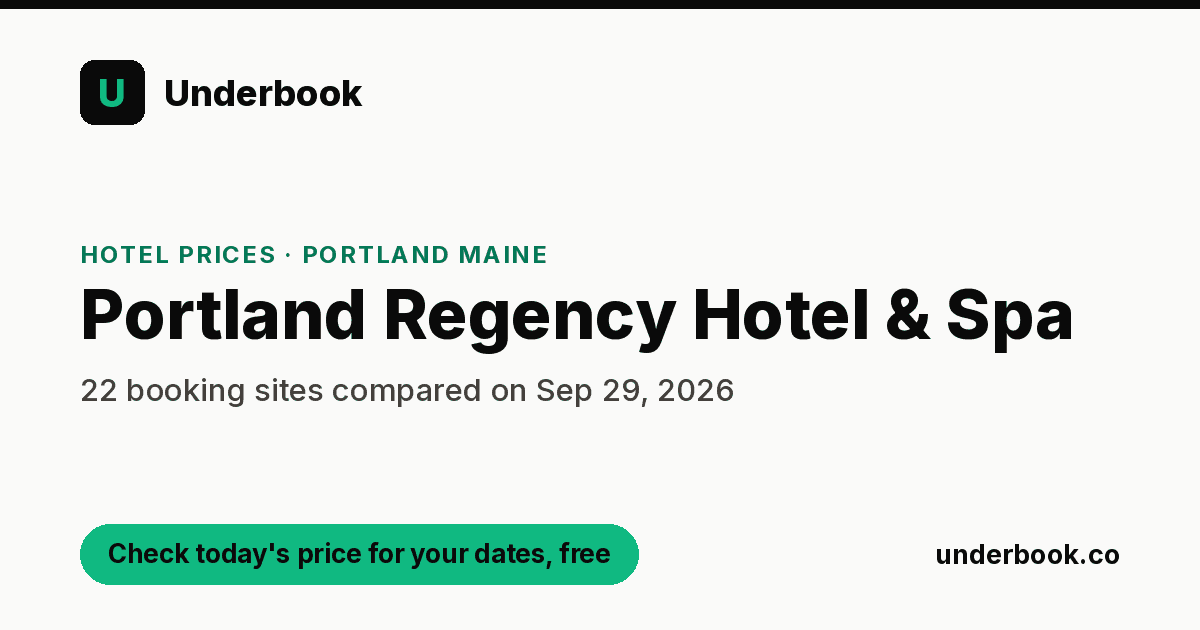 U Underbook
HOTEL PRICES · PORTLAND MAINE
Portland Regency Hotel & Spa
22 booking sites compared on Sep 29, 2026
Check today's price for your dates, free
underbook.co